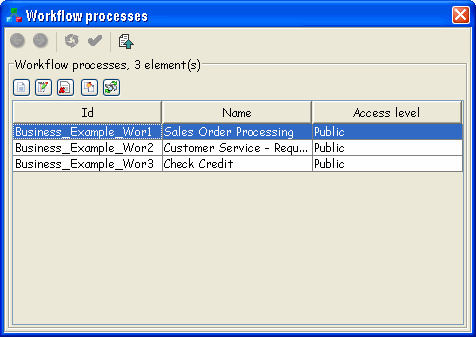 Workflow processes
Workflow processes, 3 element(s)
Id Name Access level
Business_Example_Wor1 Sales Order Processing Public
Business_Example_Wor2 Customer Service - Requ... Public
Business_Example_Wor3 Check Credit Public